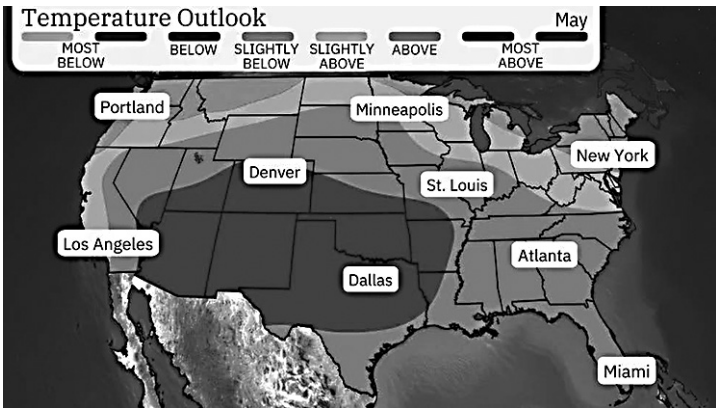 Temperature Outlook
May
MOST
BELOW
BELOW
SLIGHTLY
BELOW
SLIGHTLY
ABOVE
ABOVE
MOST
ABOVE
Portland
Minneapolis
New York
Denver
St. Louis
Los Angeles
Atlanta
Dallas
Miami